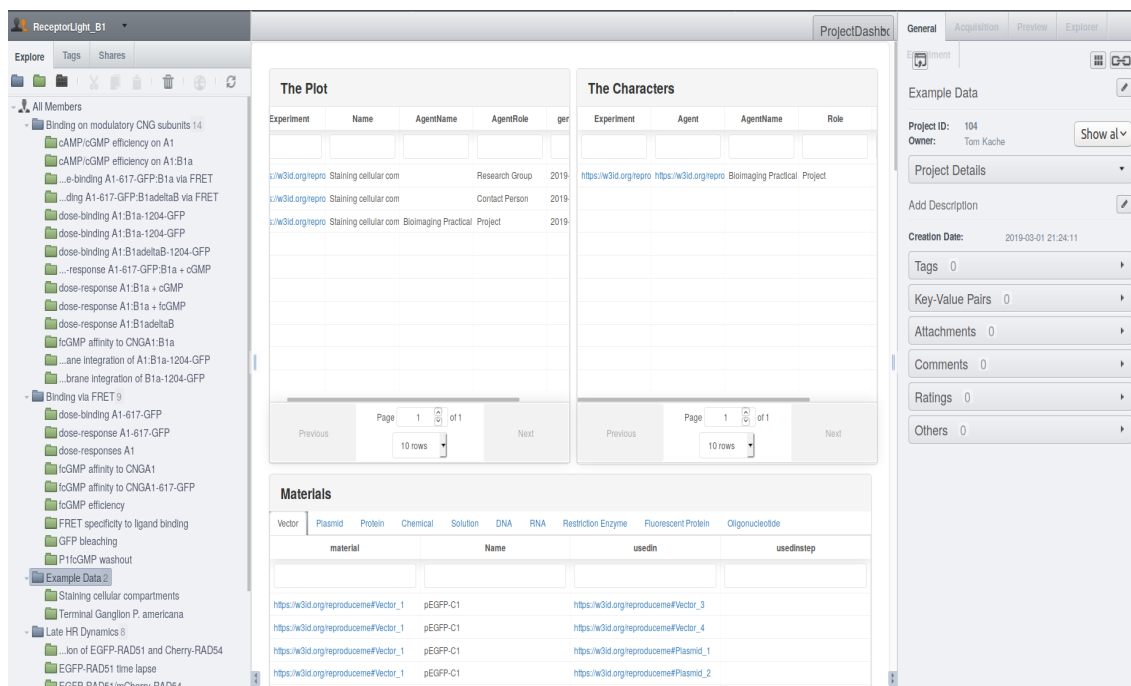 ReceptorLight_B1
Explore Tags Shares
All Members
Binding on modulatory CNG subunits 14
cAMP/cGMP efficiency on A1
cAMP/cGMP efficiency on A1:B1a
...e-binding A1-617-GFP:B1a via FRET
...ding A1-617-GFP:B1adeltaB via FRET
dose-binding A1:B1a-1204-GFP
dose-binding A1:B1a-1204-GFP
dose-binding A1:B1adeltaB-1204-GFP
...-response A1-617-GFP:B1a + cGMP
dose-response A1:B1a + cGMP
dose-response A1:B1a + fcGMP
dose-response A1:B1adeltaB
fcGMP affinity to CNGA1:B1a
...ane integration of A1:B1a-1204-GFP
...brane integration of B1a-1204-GFP
Binding via FRET 9
dose-binding A1-617-GFP
dose-response A1-617-GFP
dose-responses A1
fcGMP affinity to CNGA1
fcGMP affinity to CNGA1-617-GFP
fcGMP efficiency
FRET specificity to ligand binding
GFP bleaching
P1fcGMP washout
Example Data 2
Staining cellular compartments
Terminal Ganglion P. americana
Late HR Dynamics 8
...ion of EGFP-RAD51 and Cherry-RAD54
EGFP-RAD51 time lapse
EGFP-RAD51/mCherry-RAD54
ProjectDashbo
The Plot
Experiment Name AgentName AgentRole ger
s://w3id.org/repro Staining cellular com Research Group 2019-
s://w3id.org/repro Staining cellular com Contact Person 2019-
s://w3id.org/repro Staining cellular com Bioimaging Practical Project 2019-
Previous Page 1 of 1 Next
10 rows
The Characters
Experiment Agent AgentName Role
https://w3id.org/repro https://w3id.org/repro Bioimaging Practical Project
Previous Page 1 of 1 Next
10 rows
Materials
Vector Plasmid Protein Chemical Solution DNA RNA Restriction Enzyme Fluorescent Protein Oligonucleotide
material Name usedin usedinstep
https://w3id.org/reproduceme#Vector_1 pEGFP-C1 https://w3id.org/reproduceme#Vector_3
https://w3id.org/reproduceme#Vector_1 pEGFP-C1 https://w3id.org/reproduceme#Vector_4
https://w3id.org/reproduceme#Vector_1 pEGFP-C1 https://w3id.org/reproduceme#Plasmid_1
https://w3id.org/reproduceme#Vector_1 pEGFP-C1 https://w3id.org/reproduceme#Plasmid_2
General Acquisition Preview Explorer
Example Data
Project ID: 104
Owner: Tom Kache
Show al
Project Details
Add Description
Creation Date: 2019-03-01 21:24:11
Tags 0
Key-Value Pairs 0
Attachments 0
Comments 0
Ratings 0
Others 0